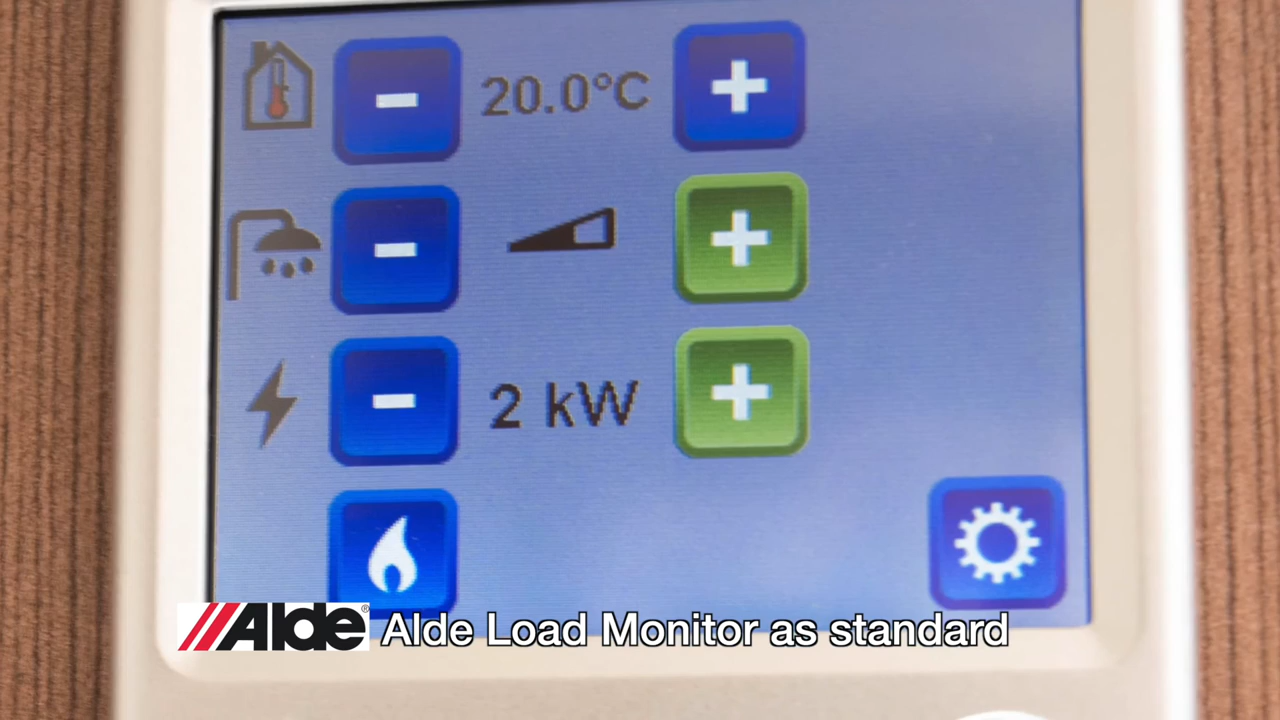 - 20.0°C +
- +
- 2 kW +
Alde® Alde Load Monitor as standard